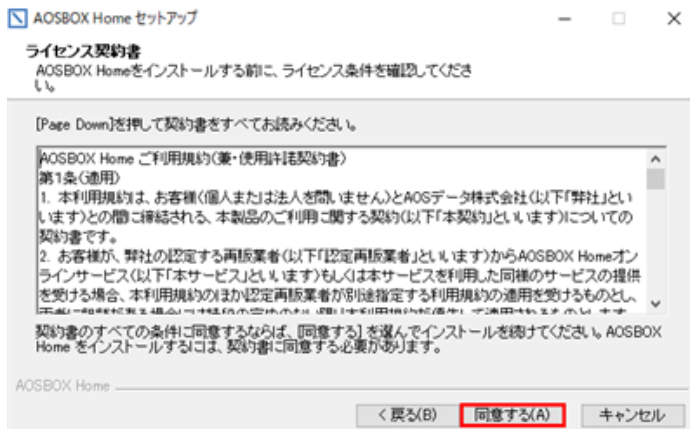 AOSBOX Home セットアップ
ライセンス契約書
AOSBOX Homeをインストールする前に、ライセンス条件を確認してくださ
い。
[Page Down]を押して契約書をすべてお読みください。
AOSBOX Home ご利用規約(兼・使用許諾契約書)
第1条(適用)
1. 本利用規約は、お客様(個人または法人を問いません)とAOSデータ株式会社(以下「弊社」とい
います)との間に締結される、本製品のご利用に関する契約(以下「本契約」といいます)についての
契約書です。
2. お客様が、弊社の認定する再販業者(以下「認定再販業者」といいます)からAOSBOX Homeオン
ラインサービス(以下「本サービス」といいます)もしくは本サービスを利用した同様のサービスの提供
を受ける場合、本利用規約のほか認定再販業者が別途指定する利用規約の適用を受けるものとし、
契約書のすべての条件に同意するならば、[同意する] を選んでインストールを続けてください。AOSBOX
Home をインストールするには、契約書に同意する必要があります。
AOSBOX Home
< 戻る(B)
同意する(A)
キャンセル